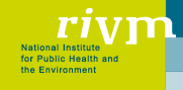 rivm
National Institute
for Public Health and
the Environment